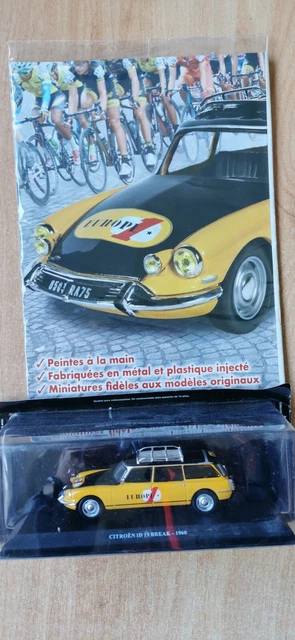 EUROPE 1
0507 RA75
✓ Peintes à la main
✓ Fabriquées en métal et plastique injecté
✓ Miniatures fidèles aux modèles originaux
EUROPE 1
CITROËN ID 19 BREAK - 1960